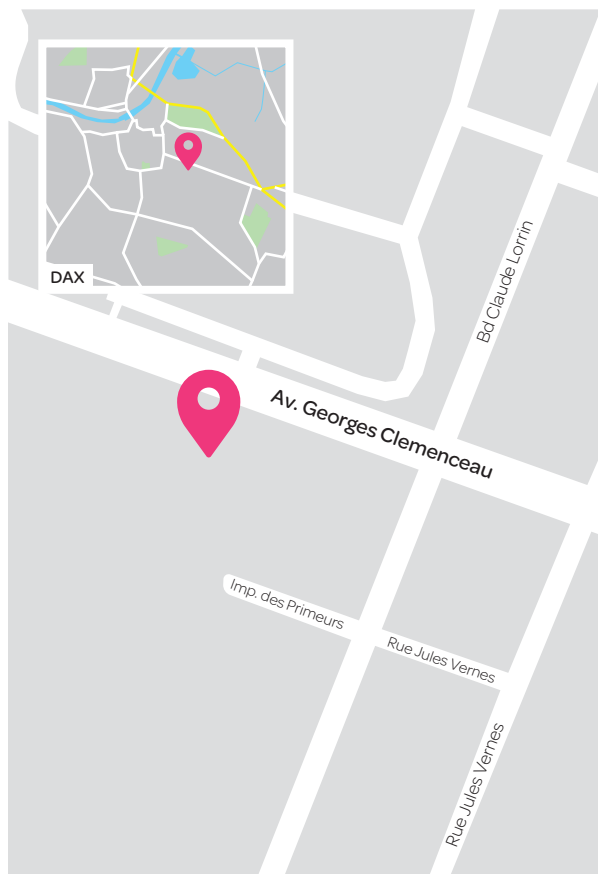 DAX
Bd Claude Lorrin
Av. Georges Clemenceau
Imp. des Primeurs
Rue Jules Vernes
Rue Jules Vernes